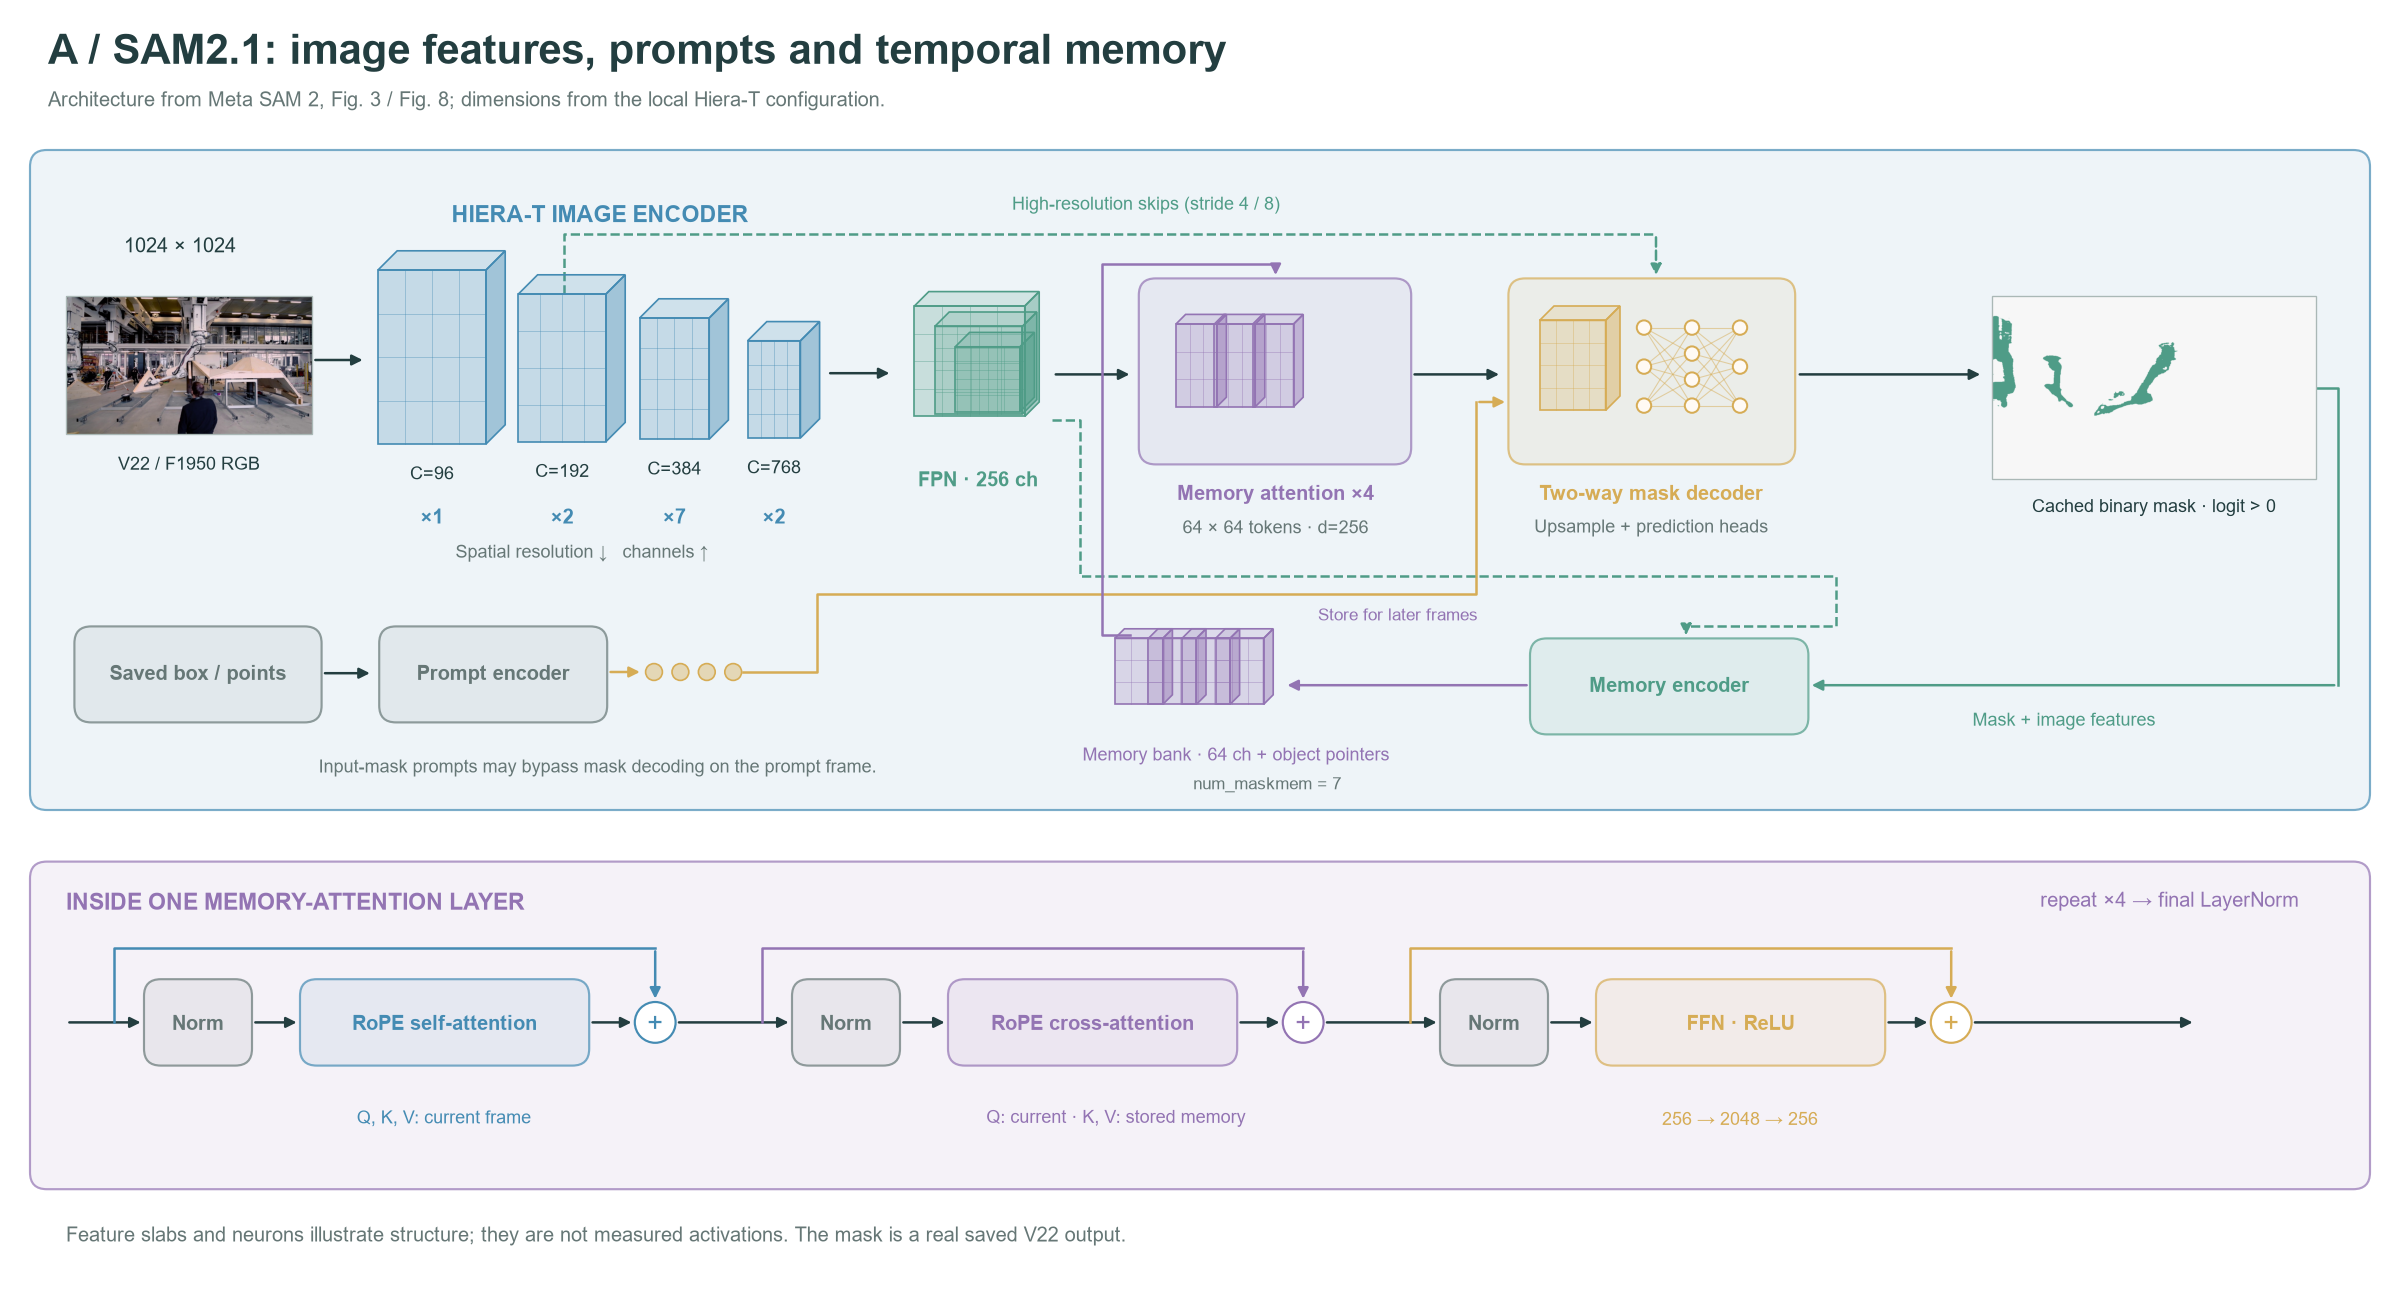 A / SAM2.1: image features, prompts and temporal memory
Architecture from Meta SAM 2, Fig. 3 / Fig. 8; dimensions from the local Hiera-T configuration.
High-resolution skips (stride 4 / 8)
HIERA-T IMAGE ENCODER
1024 × 1024
V22 / F1950 RGB
C=96
C=192
C=384
C=768
×1
×2
×7
×2
Spatial resolution ↓ channels ↑
FPN · 256 ch
Memory attention ×4
64 × 64 tokens · d=256
Two-way mask decoder
Upsample + prediction heads
Cached binary mask · logit > 0
Saved box / points
Prompt encoder
Store for later frames
Memory encoder
Mask + image features
Memory bank · 64 ch + object pointers
num_maskmem = 7
Input-mask prompts may bypass mask decoding on the prompt frame.
INSIDE ONE MEMORY-ATTENTION LAYER
repeat ×4 → final LayerNorm
Norm
RoPE self-attention
+
Norm
RoPE cross-attention
+
Norm
FFN · ReLU
+
Q, K, V: current frame
Q: current · K, V: stored memory
256 → 2048 → 256
Feature slabs and neurons illustrate structure; they are not measured activations. The mask is a real saved V22 output.